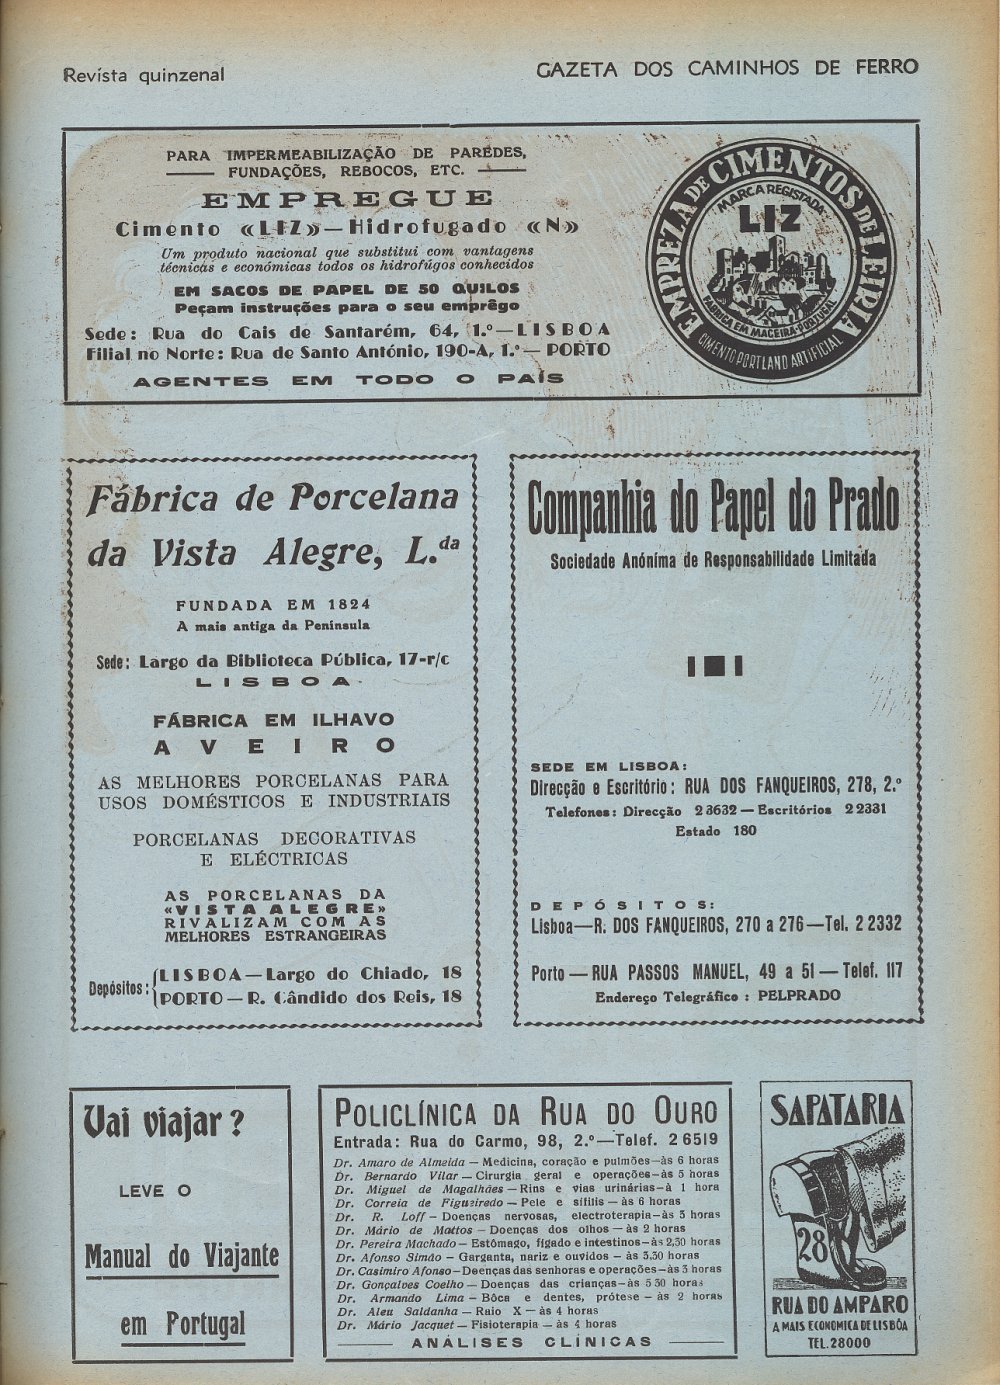 Revista quinzenal
GAZETA DOS CAMINHOS DE FERRO
PARA IMPERMEABILIZAÇÃO DE PAREDES,
FUNDAÇÕES, REBOCOS, ETC.
EMPREGUE
Cimento «LIZ»—Hidrofugado «N»
Um produto nacional que substitui com vantagens
técnicas e económicas todos os hidrofúgos conhecidos
EM SACOS DE PAPEL DE 50 QUILOS
Peçam instruções para o seu emprêgo
Sede: Rua do Cais de Santarém, 64, 1.º—LISBOA
Filial no Norte: Rua de Santo António, 190-A, 1.º—PORTO
AGENTES EM TODO O PAÍS
EMPREZA DE CIMENTOS DE LEIRIA
MARCA REGISTADA
LIZ
FABRICA EM MACEIRA-PORTUGAL
CIMENTO PORTLAND ARTIFICIAL
Fábrica de Porcelana
da Vista Alegre, L.da
FUNDADA EM 1824
A mais antiga da Península
Sede: Largo da Biblioteca Pública, 17-r/c
LISBOA
FÁBRICA EM ILHAVO
AVEIRO
AS MELHORES PORCELANAS PARA
USOS DOMÉSTICOS E INDUSTRIAIS
PORCELANAS DECORATIVAS
E ELÉCTRICAS
AS PORCELANAS DA
«VISTA ALEGRE»
RIVALIZAM COM AS
MELHORES ESTRANGEIRAS
Depósitos: LISBOA—Largo do Chiado, 18
PORTO—R. Cândido dos Reis, 18
Companhia do Papel do Prado
Sociedade Anónima de Responsabilidade Limitada
SEDE EM LISBOA:
Direcção e Escritório: RUA DOS FANQUEIROS, 278, 2.º
Telefones: Direcção 2 3632—Escritórios 2 2331
Estado 180
DEPÓSITOS:
Lisboa—R. DOS FANQUEIROS, 270 a 276—Tel. 2 2332
Porto—RUA PASSOS MANUEL, 49 a 51—Telef. 117
Endereço Telegráfico: PELPRADO
Vai viajar?
LEVE O
Manual do Viajante
em Portugal
POLICLÍNICA DA RUA DO OURO
Entrada: Rua do Carmo, 98, 2.º—Telef. 2 6519
Dr. Amaro de Almeida—Medicina, coração e pulmões—às 6 horas
Dr. Bernardo Vilar—Cirurgia geral e operações—às 5 horas
Dr. Miguel de Magalhães—Rins e vias urinárias—à 1 hora
Dr. Correia de Figueiredo—Pele e sífilis—às 6 horas
Dr. R. Loff—Doenças nervosas, electroterapia—às 3 horas
Dr. Mário de Mattos—Doenças dos olhos—às 2 horas
Dr. Pereira Machado—Estômago, fígado e intestinos—às 2,30 horas
Dr. Afonso Simão—Garganta, nariz e ouvidos—às 3.30 horas
Dr. Casimiro Afonso—Doenças das senhoras e operações—às 3 horas
Dr. Gonçalves Coelho—Doenças das crianças—às 5 30 horas
Dr. Armando Lima—Bôca e dentes, prótese—às 2 horas
Dr. Aleu Saldanha—Raio X—às 4 horas
Dr. Mário Jacquet—Fisioterapia—às 4 horas
ANÁLISES CLÍNICAS
SAPATARIA
28
RUA DO AMPARO
A MAIS ECONOMICA DE LISBÔA
TEL.28000